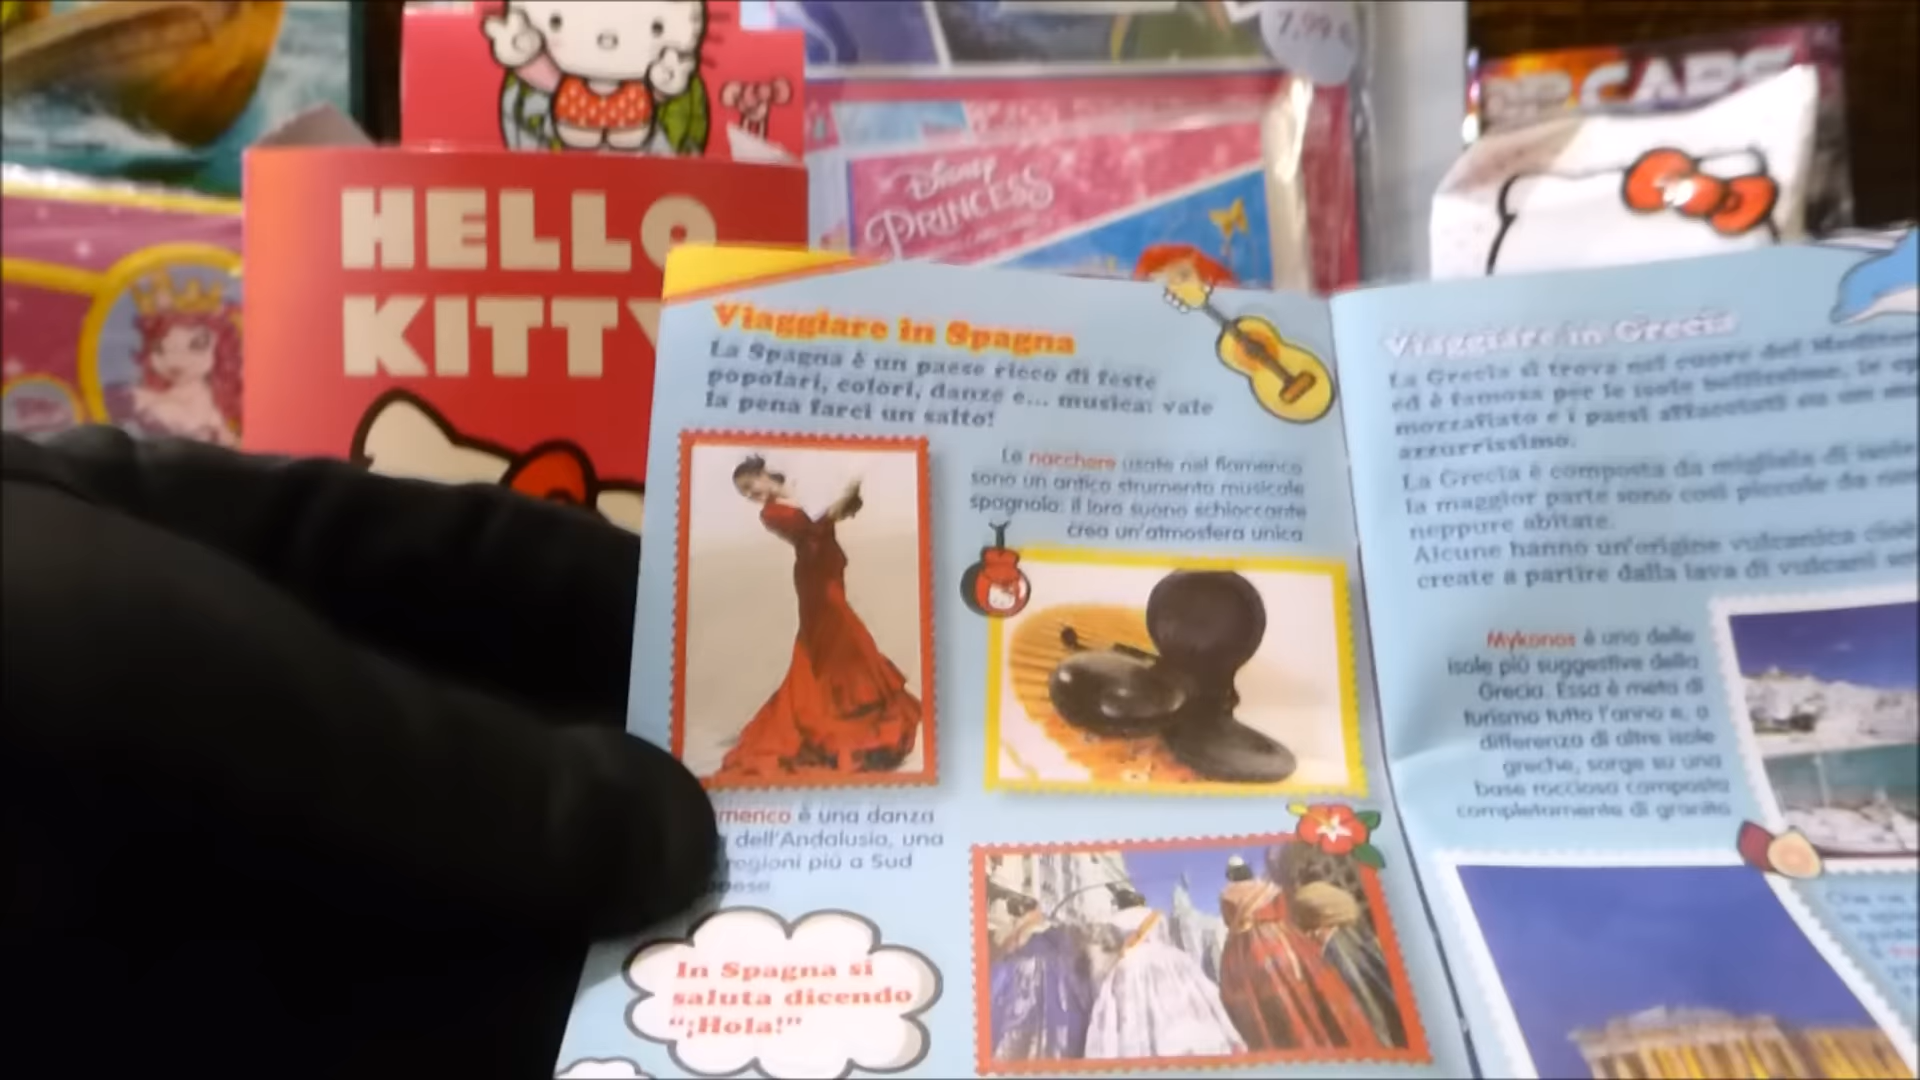 7,99 €
CARS
HELLO
KITTY
Disney
PRINCESS
Viaggiare in Spagna
La Spagna è un paese ricco di feste
popolari, colori, danze e... musica: vale
la pena farci un salto!
Le nacchere usate nel flamenco
sono un antico strumento musicale
spagnolo: il loro suono schioccante
crea un'atmosfera unica
menco è una danza
dell'Andalusia, una
regioni più a Sud
In Spagna si
saluta dicendo
“¡Hola!”
Viaggiare in Grecia
La Grecia si trova nel cuore del
ed è famosa per le isole bellissime, le
mozzafiato e i paesi affacciati su un
azzurrissimo.
La Grecia è composta da migliaia di isole
la maggior parte sono così piccole da
neppure abitate.
Alcune hanno un'origine vulcanica cioè
create a partire dalla lava di vulcani
Mykonos è una delle
isole più suggestive della
Grecia. Essa è meta di
turismo tutto l'anno e, a
differenza di altre isole
greche, sorge su una
base rocciosa composta
completamente di granito